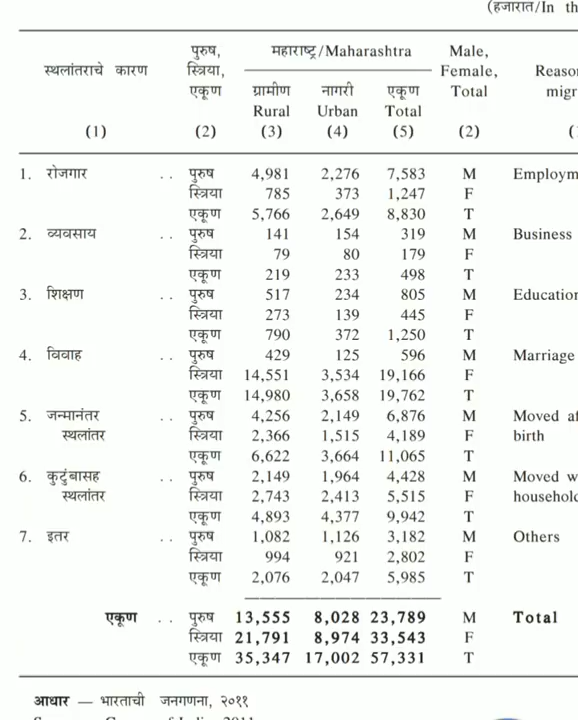 (हजारात/In th
पुरुष, महाराष्ट्र/Maharashtra Male,
स्थलांतराचे कारण स्त्रिया, Female, Reaso
एकूण ग्रामीण नागरी एकूण Total migr
Rural Urban Total
(1) (2) (3) (4) (5) (2) (
1. रोजगार .. पुरुष 4,981 2,276 7,583 M Employm
स्त्रिया 785 373 1,247 F
एकूण 5,766 2,649 8,830 T
2. व्यवसाय .. पुरुष 141 154 319 M Business
स्त्रिया 79 80 179 F
एकूण 219 233 498 T
3. शिक्षण .. पुरुष 517 234 805 M Education
स्त्रिया 273 139 445 F
एकूण 790 372 1,250 T
4. विवाह .. पुरुष 429 125 596 M Marriage
स्त्रिया 14,551 3,534 19,166 F
एकूण 14,980 3,658 19,762 T
5. जन्मानंतर .. पुरुष 4,256 2,149 6,876 M Moved af
स्थलांतर स्त्रिया 2,366 1,515 4,189 F birth
एकूण 6,622 3,664 11,065 T
6. कुटुंबासह .. पुरुष 2,149 1,964 4,428 M Moved w
स्थलांतर स्त्रिया 2,743 2,413 5,515 F household
एकूण 4,893 4,377 9,942 T
7. इतर .. पुरुष 1,082 1,126 3,182 M Others
स्त्रिया 994 921 2,802 F
एकूण 2,076 2,047 5,985 T
एकूण .. पुरुष 13,555 8,028 23,789 M Total
स्त्रिया 21,791 8,974 33,543 F
एकूण 35,347 17,002 57,331 T
आधार — भारताची जनगणना, २०११